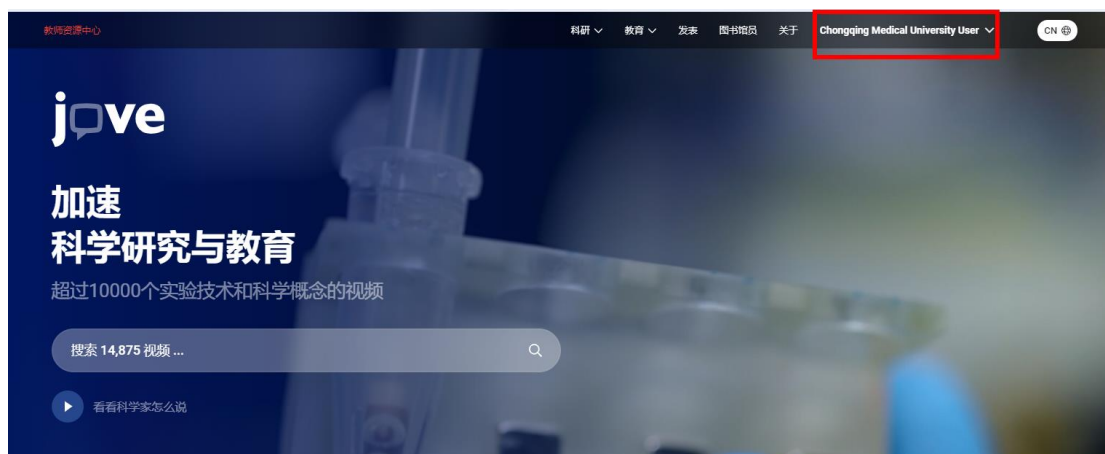 教师资源中心
科研 教育 发表 图书馆员 关于 Chongqing Medical University User CN
jove
加速
科学研究与教育
超过10000个实验技术和科学概念的视频
搜索 14,875 视频 ...
看看科学家怎么说